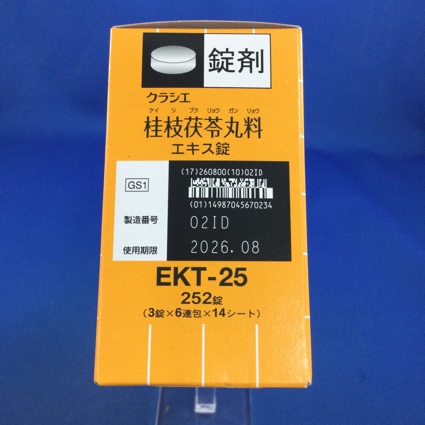 錠剤
クラシエ
ケイ シ ブク リョウ ガン リョウ
桂枝茯苓丸料
エキス錠
(17)260800(10)02ID
GS1
(01)14987045670234
製造番号 02ID
使用期限 2026.08
EKT-25
252錠
(3錠×6連包×14シート)